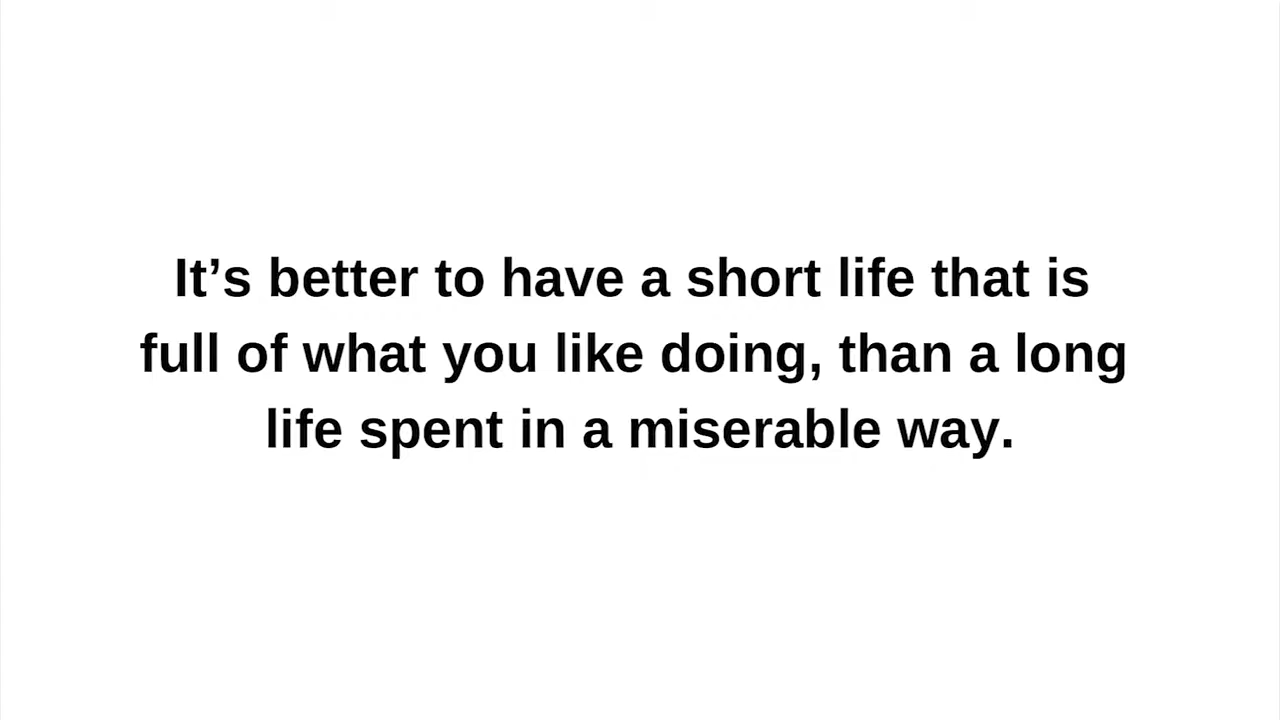 It’s better to have a short life that is
full of what you like doing, than a long
life spent in a miserable way.